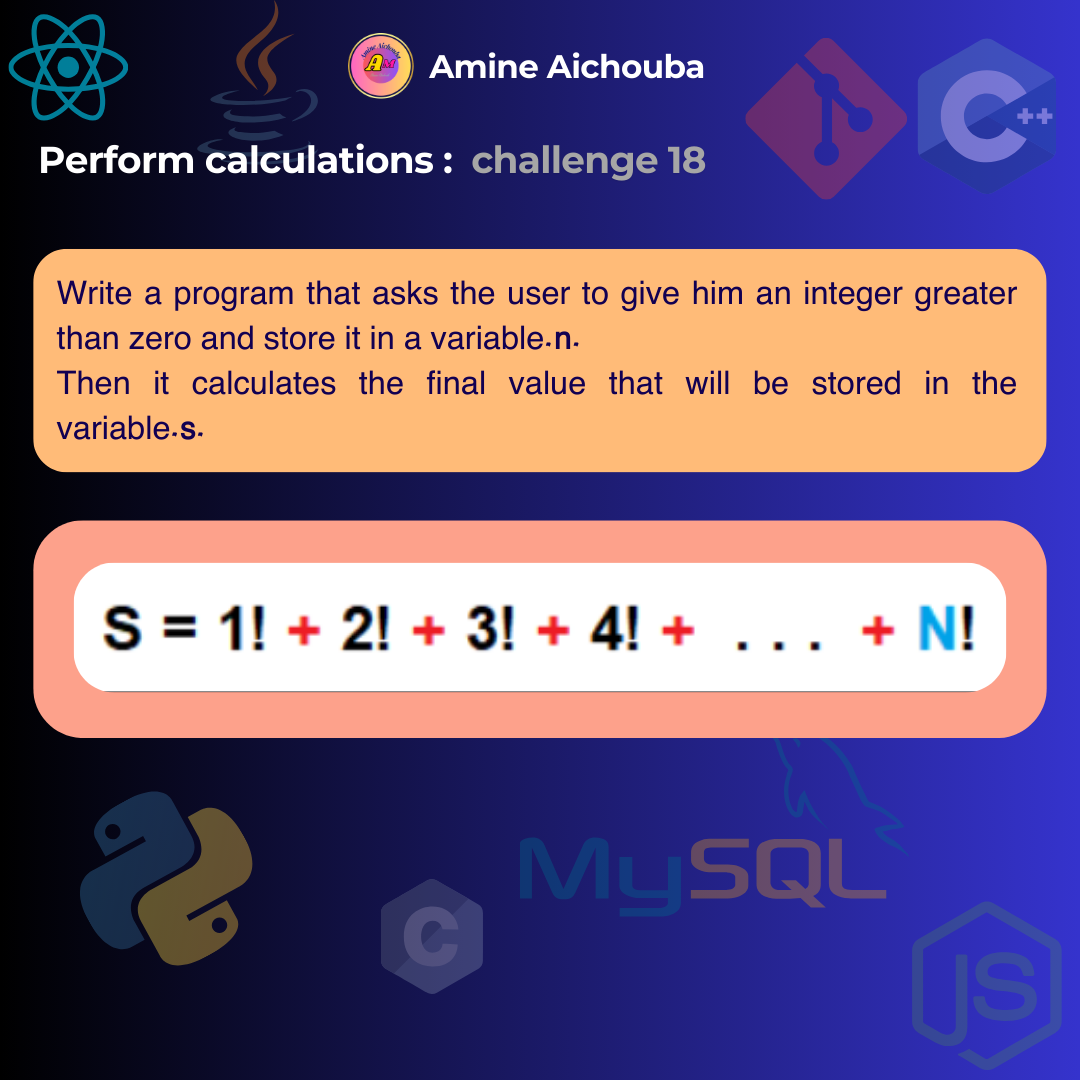 Amine Aichouba
Perform calculations : challenge 18
C++
Write a program that asks the user to give him an integer greater
than zero and store it in a variable.n.
Then it calculates the final value that will be stored in the
variable.s.
S = 1! + 2! + 3! + 4! + . . . + N!
MySQL
C
JS